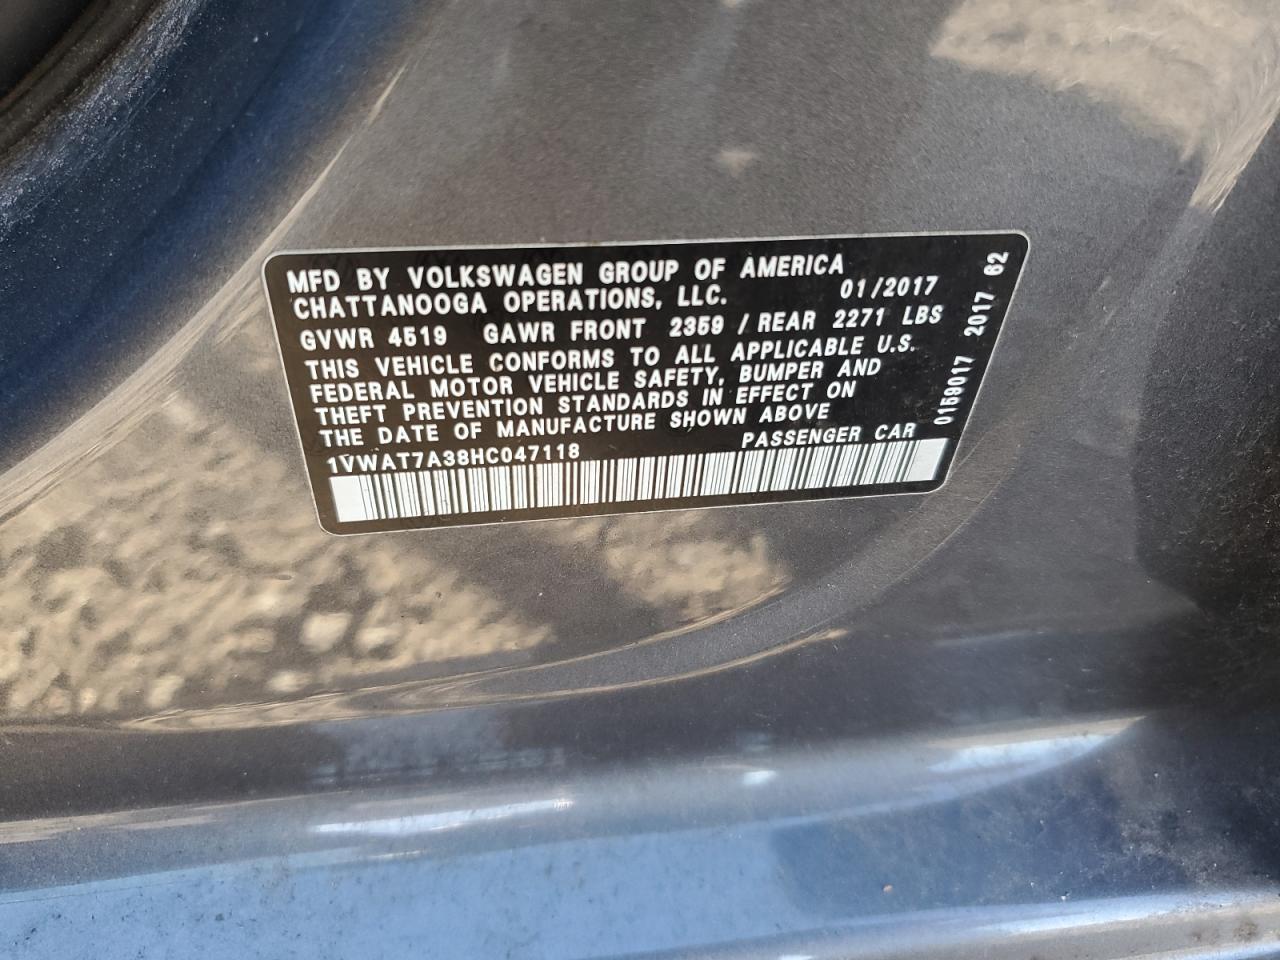 MFD BY VOLKSWAGEN GROUP OF AMERICA
CHATTANOOGA OPERATIONS, LLC. 01/2017
GVWR 4519 GAWR FRONT 2359 / REAR 2271 LBS
THIS VEHICLE CONFORMS TO ALL APPLICABLE U.S.
FEDERAL MOTOR VEHICLE SAFETY, BUMPER AND
THEFT PREVENTION STANDARDS IN EFFECT ON
THE DATE OF MANUFACTURE SHOWN ABOVE
1VWAT7A38HC047118 PASSENGER CAR
0159017 2017 62